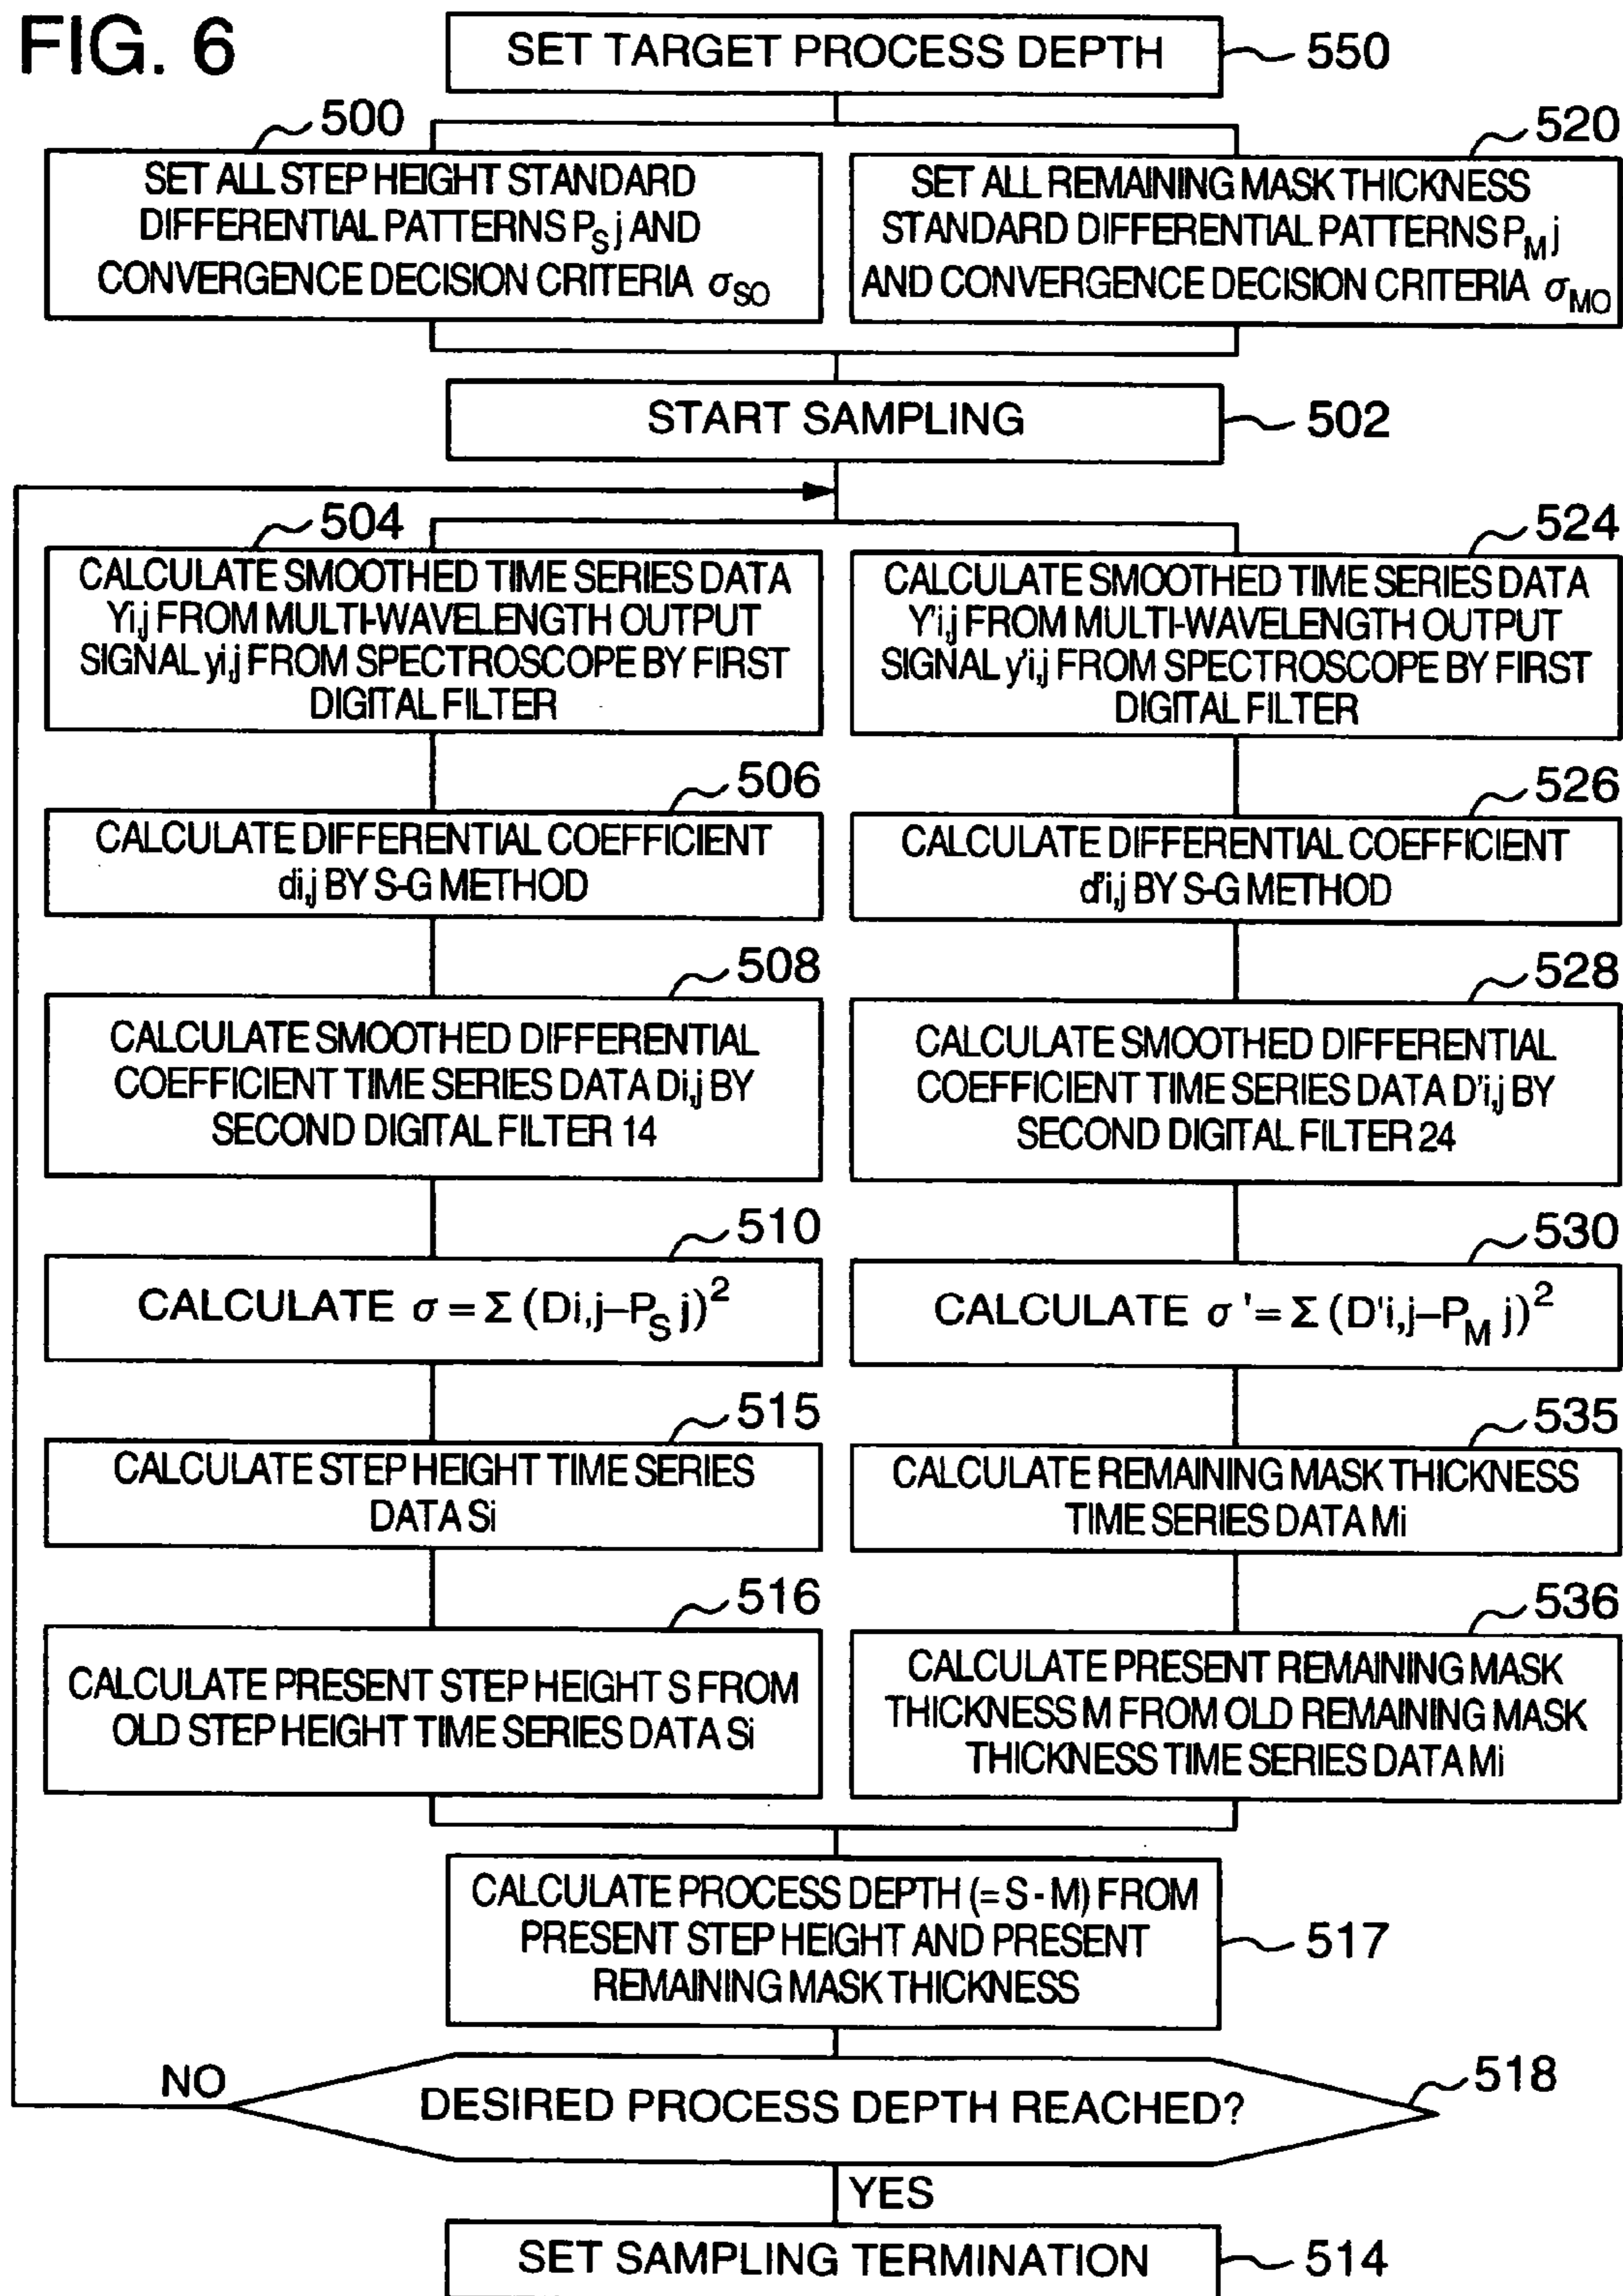 FIG. 6
SET TARGET PROCESS DEPTH
550
500
SET ALL STEP HEIGHT STANDARD
DIFFERENTIAL PATTERNS PSj AND
CONVERGENCE DECISION CRITERIA σSO
520
SET ALL REMAINING MASK THICKNESS
STANDARD DIFFERENTIAL PATTERNS PMj
AND CONVERGENCE DECISION CRITERIA σMO
START SAMPLING
502
504
CALCULATE SMOOTHED TIME SERIES DATA
Yi,j FROM MULTI-WAVELENGTH OUTPUT
SIGNAL yi,j FROM SPECTROSCOPE BY FIRST
DIGITAL FILTER
524
CALCULATE SMOOTHED TIME SERIES DATA
Y'i,j FROM MULTI-WAVELENGTH OUTPUT
SIGNAL y'i,j FROM SPECTROSCOPE BY FIRST
DIGITAL FILTER
506
CALCULATE DIFFERENTIAL COEFFICIENT
di,j BY S-G METHOD
526
CALCULATE DIFFERENTIAL COEFFICIENT
d'i,j BY S-G METHOD
508
CALCULATE SMOOTHED DIFFERENTIAL
COEFFICIENT TIME SERIES DATA Di,j BY
SECOND DIGITAL FILTER 14
528
CALCULATE SMOOTHED DIFFERENTIAL
COEFFICIENT TIME SERIES DATA D'i,j BY
SECOND DIGITAL FILTER 24
510
CALCULATE σ = Σ (Di,j–PS j)²
530
CALCULATE σ '= Σ (D'i,j–PM j)²
515
CALCULATE STEP HEIGHT TIME SERIES
DATA Si
535
CALCULATE REMAINING MASK THICKNESS
TIME SERIES DATA Mi
516
CALCULATE PRESENT STEP HEIGHT S FROM
OLD STEP HEIGHT TIME SERIES DATA Si
536
CALCULATE PRESENT REMAINING MASK
THICKNESS M FROM OLD REMAINING MASK
THICKNESS TIME SERIES DATA Mi
CALCULATE PROCESS DEPTH (= S - M) FROM
PRESENT STEP HEIGHT AND PRESENT
REMAINING MASK THICKNESS
517
NO
DESIRED PROCESS DEPTH REACHED?
518
YES
SET SAMPLING TERMINATION
514